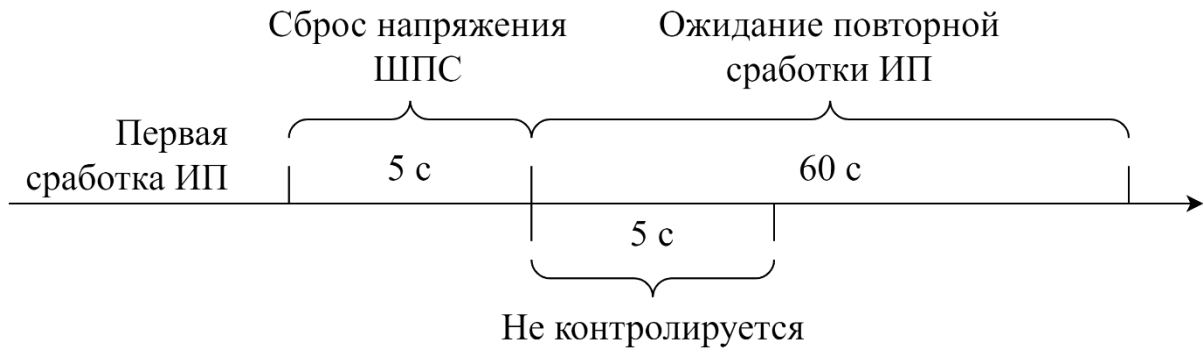 Сброс напряжения
ШПС
Ожидание повторной
сработки ИП
Первая
сработка ИП
5 с
60 с
5 с
Не контролируется